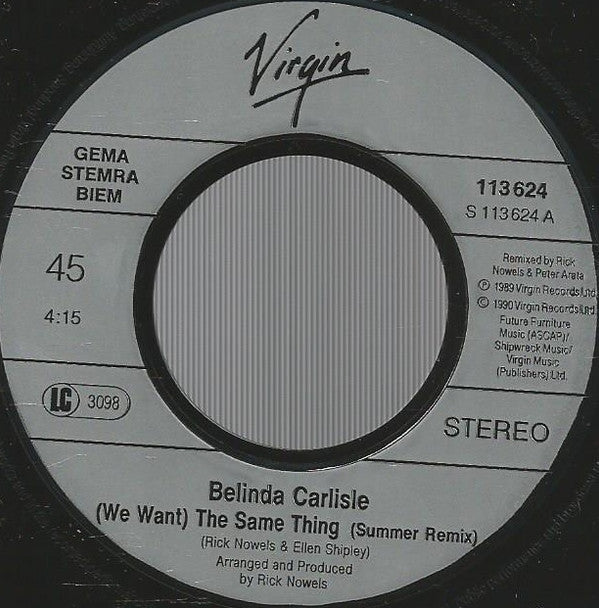 Virgin
GEMA
STEMRA
BIEM
113 624
S 113 624 A
45
4:15
Remixed by Rick
Nowels & Peter Arata
Ⓟ 1989 Virgin Records Ltd.
© 1990 Virgin Records Ltd.
Future Furniture
Music (ASCAP)/
Shipwreck Music/
Virgin Music
(Publishers) Ltd.
LC 3098
STEREO
Belinda Carlisle
(We Want) The Same Thing (Summer Remix)
(Rick Nowels & Ellen Shipley)
Arranged and Produced
by Rick Nowels